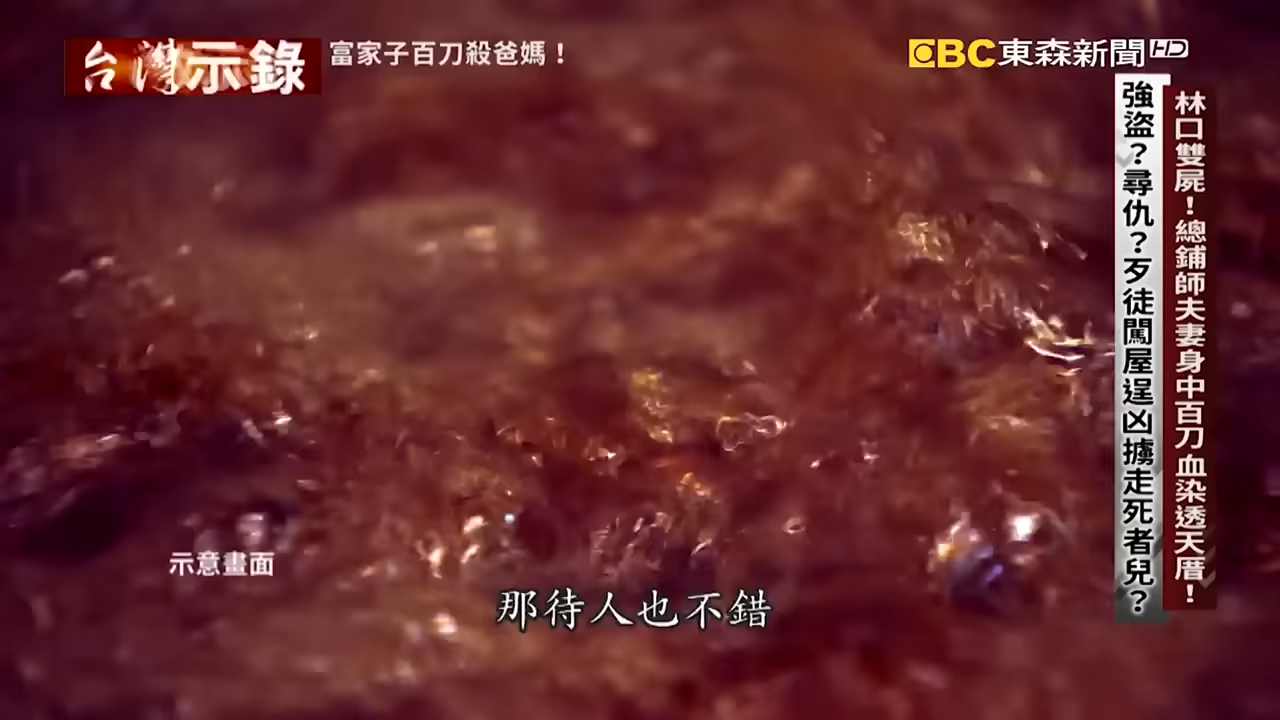 台灣示錄
富家子百刀殺爸媽！
EBC東森新聞HD
林口雙屍！總鋪師夫妻身中百刀血染透天厝！
強盜？尋仇？歹徒闖屋逞凶擄走死者兒？
示意畫面
那待人也不錯